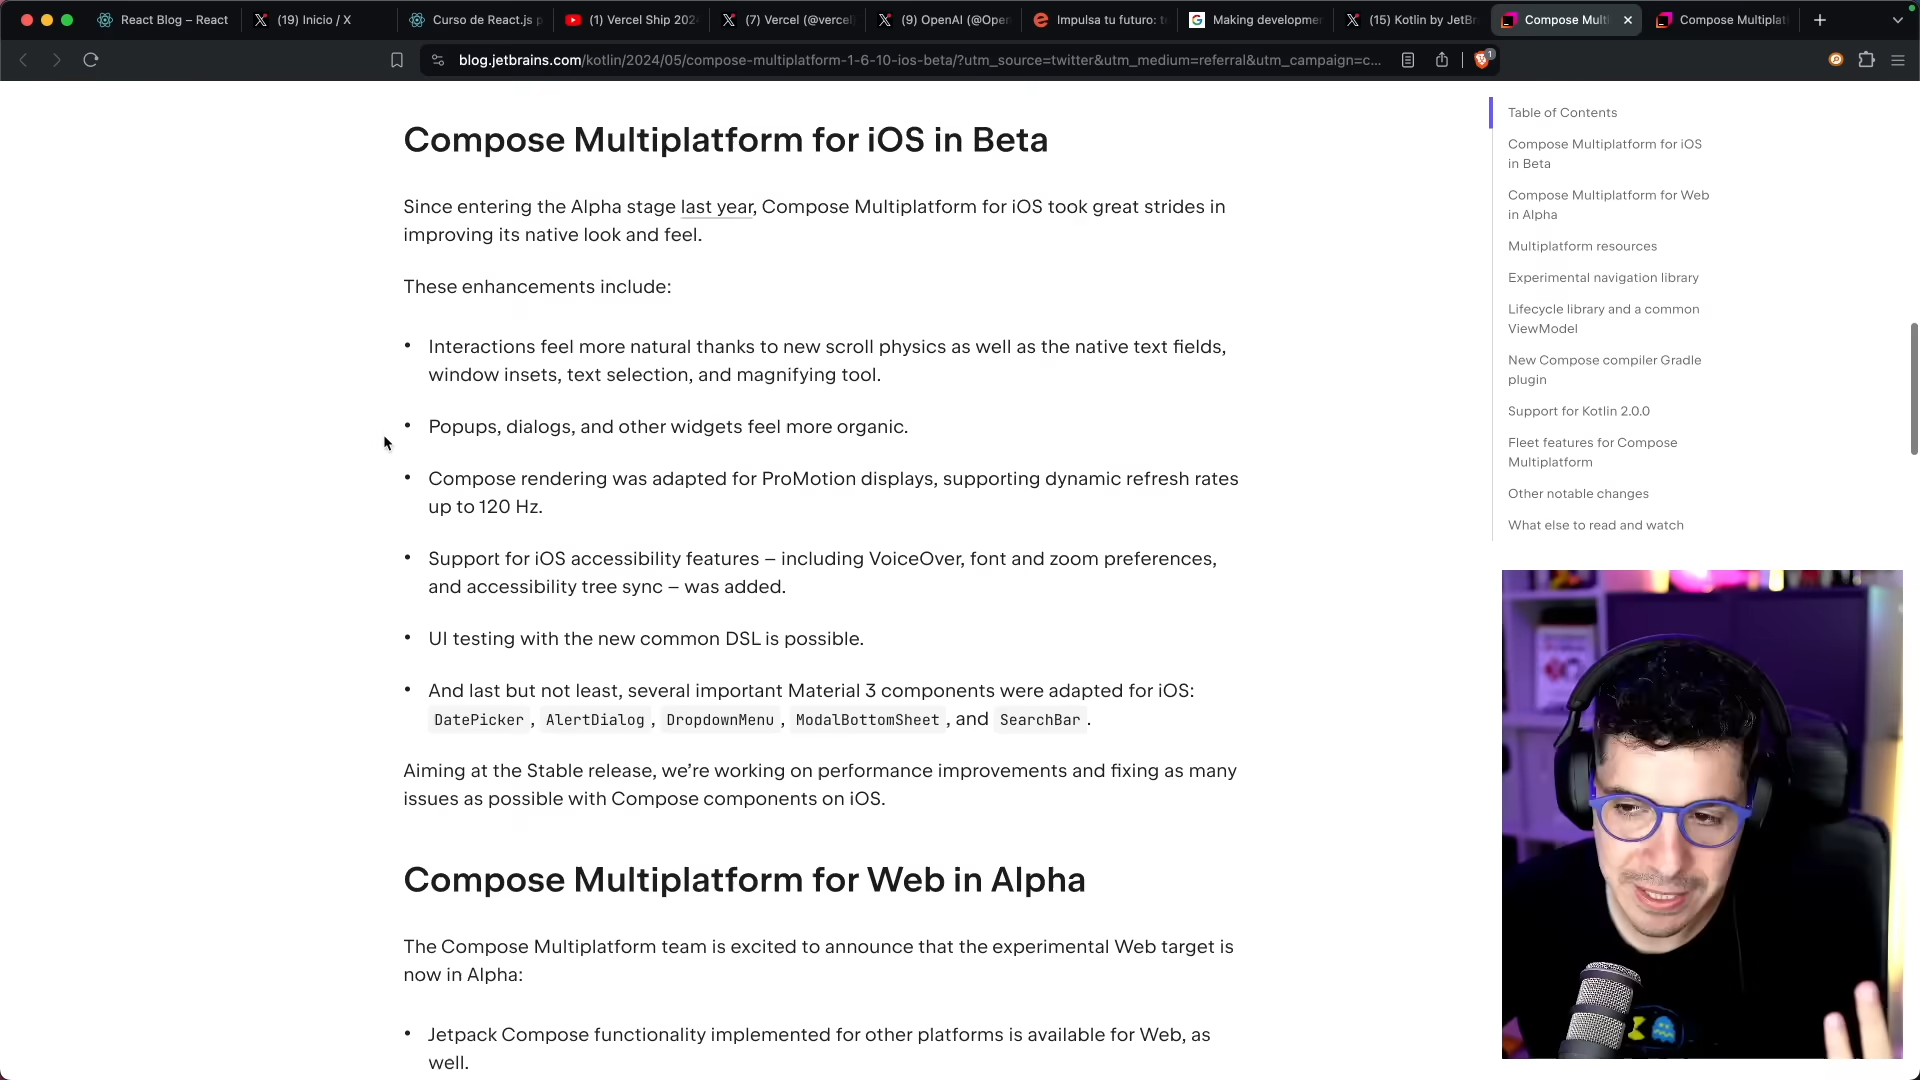 React Blog – React
(19) Inicio / X
Curso de React.js p
(1) Vercel Ship 202
(7) Vercel (@vercel
(9) OpenAI (@Open
Impulsa tu futuro: te
Making developmen
(15) Kotlin by JetBr
Compose Multi
Compose Multiplat
blog.jetbrains.com/kotlin/2024/05/compose-multiplatform-1-6-10-ios-beta/?utm_source=twitter&utm_medium=referral&utm_campaign=c...
1
Compose Multiplatform for iOS in Beta
Since entering the Alpha stage last year, Compose Multiplatform for iOS took great strides in
improving its native look and feel.
These enhancements include:
• Interactions feel more natural thanks to new scroll physics as well as the native text fields,
window insets, text selection, and magnifying tool.
• Popups, dialogs, and other widgets feel more organic.
• Compose rendering was adapted for ProMotion displays, supporting dynamic refresh rates
up to 120 Hz.
• Support for iOS accessibility features – including VoiceOver, font and zoom preferences,
and accessibility tree sync – was added.
• UI testing with the new common DSL is possible.
• And last but not least, several important Material 3 components were adapted for iOS:
DatePicker, AlertDialog, DropdownMenu, ModalBottomSheet, and SearchBar.
Aiming at the Stable release, we’re working on performance improvements and fixing as many
issues as possible with Compose components on iOS.
Compose Multiplatform for Web in Alpha
The Compose Multiplatform team is excited to announce that the experimental Web target is
now in Alpha:
• Jetpack Compose functionality implemented for other platforms is available for Web, as
well.
Table of Contents
Compose Multiplatform for iOS
in Beta
Compose Multiplatform for Web
in Alpha
Multiplatform resources
Experimental navigation library
Lifecycle library and a common
ViewModel
New Compose compiler Gradle
plugin
Support for Kotlin 2.0.0
Fleet features for Compose
Multiplatform
Other notable changes
What else to read and watch